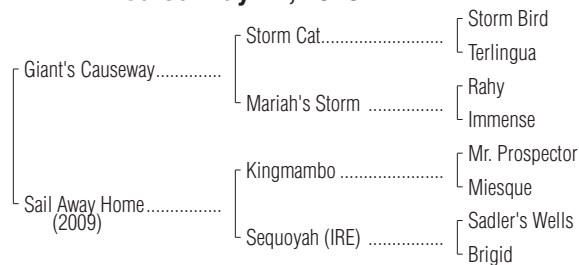 Storm Bird
Storm Cat........................
Terlingua
Giant's Causeway..............
Rahy
Mariah's Storm ...................
Immense
Mr. Prospector
Kingmambo ........................
Miesque
Sail Away Home................
(2009)
Sadler's Wells
Sequoyah (IRE) ...................
Brigid